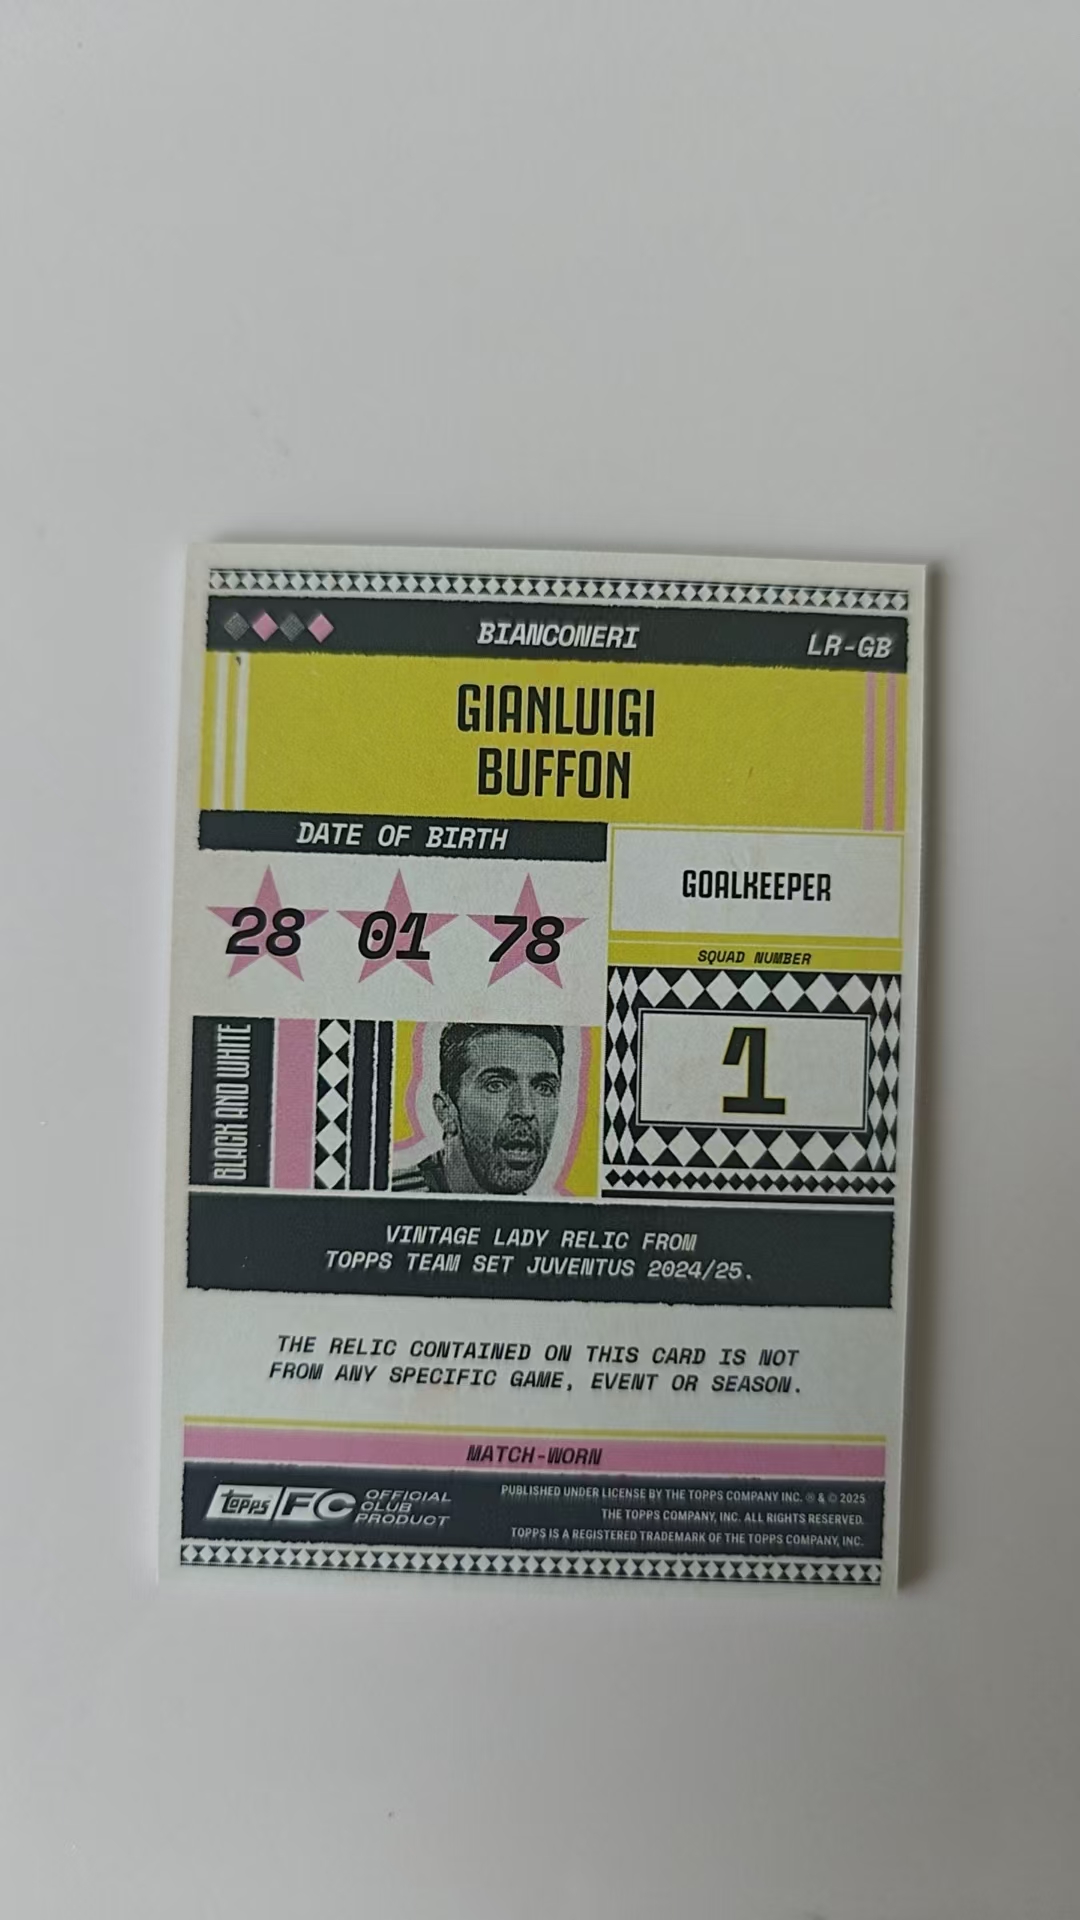 BIANCONERI
LR-GB
GIANLUIGI
BUFFON
DATE OF BIRTH
28 01 78
GOALKEEPER
SQUAD NUMBER
1
BLACK AND WHITE
VINTAGE LADY RELIC FROM
TOPPS TEAM SET JUVENTUS 2024/25.
THE RELIC CONTAINED ON THIS CARD IS NOT
FROM ANY SPECIFIC GAME, EVENT OR SEASON.
MATCH-WORN
topps FC OFFICIAL
CLUB
PRODUCT
PUBLISHED UNDER LICENSE BY THE TOPPS COMPANY INC. ® & © 2025
THE TOPPS COMPANY, INC. ALL RIGHTS RESERVED.
TOPPS IS A REGISTERED TRADEMARK OF THE TOPPS COMPANY, INC.